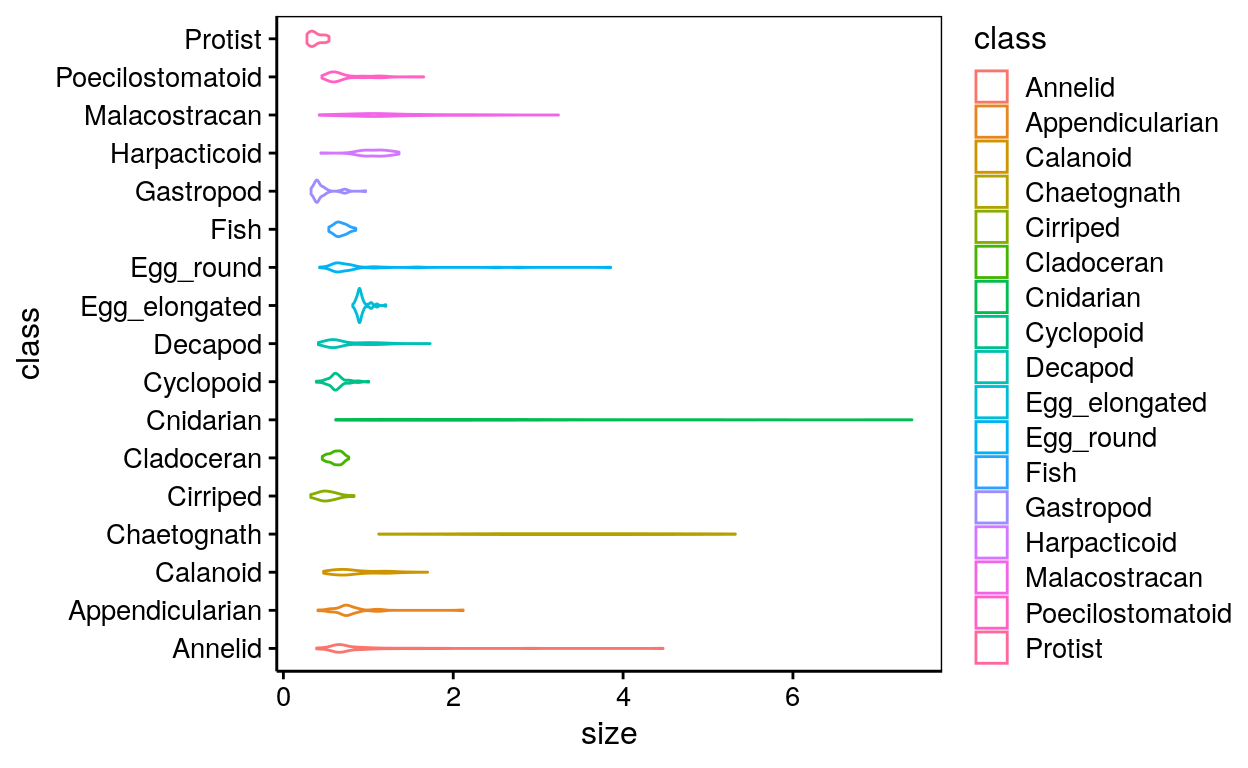 class
Protist
Poecilostomatoid
Malacostracan
Harpacticoid
Gastropod
Fish
Egg_round
Egg_elongated
Decapod
Cyclopoid
Cnidarian
Cladoceran
Cirriped
Chaetognath
Calanoid
Appendicularian
Annelid
0 2 4 6
size
class
Annelid
Appendicularian
Calanoid
Chaetognath
Cirriped
Cladoceran
Cnidarian
Cyclopoid
Decapod
Egg_elongated
Egg_round
Fish
Gastropod
Harpacticoid
Malacostracan
Poecilostomatoid
Protist